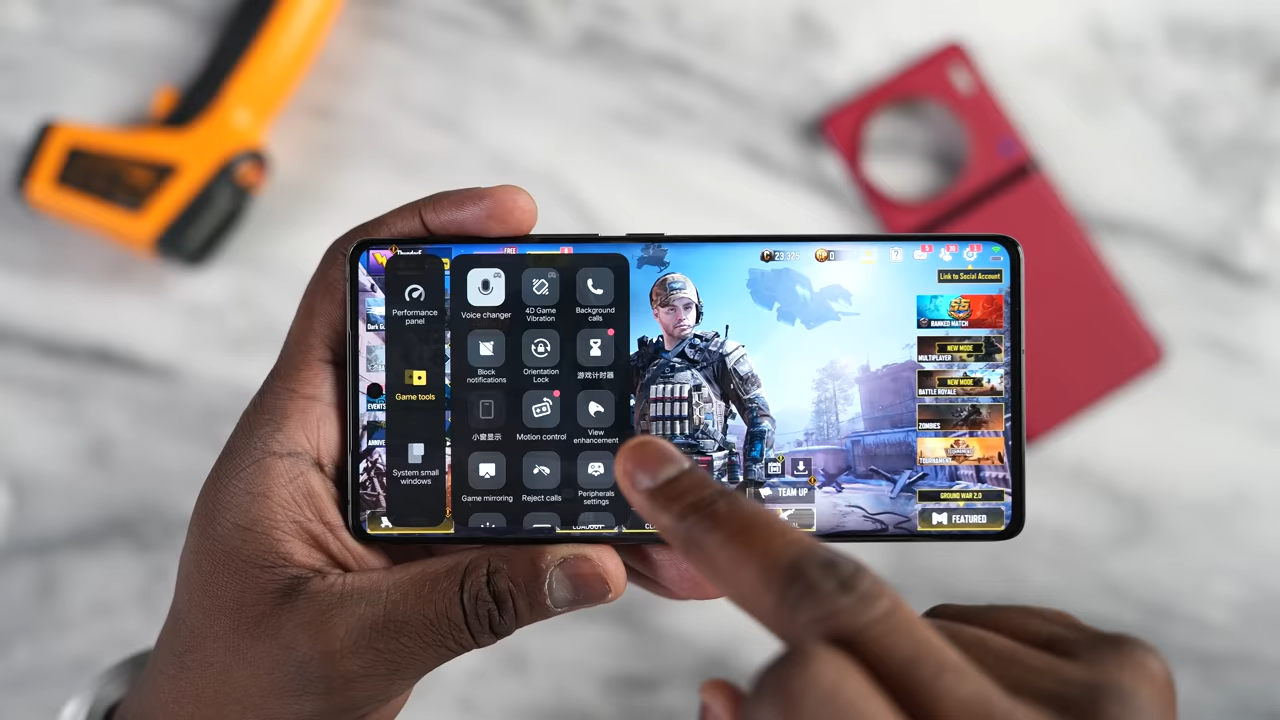 Performance
panel
Game tools
System small
windows
Voice changer
4D Game
Vibration
Background
calls
Block
notifications
Orientation
Lock
游戏计时器
小窗显示
Motion control
View
enhancement
Game mirroring
Reject calls
Peripherals
settings
FREE
EVENTS
23,325
CP 0
Link to Social Account
RANKED MATCH
NEW MODE
MULTIPLAYER
NEW MODE
BATTLE ROYALE
ZOMBIES
TOURNAMENT
GROUND WAR 2.0
FEATURED
TEAM UP
LOADOUT